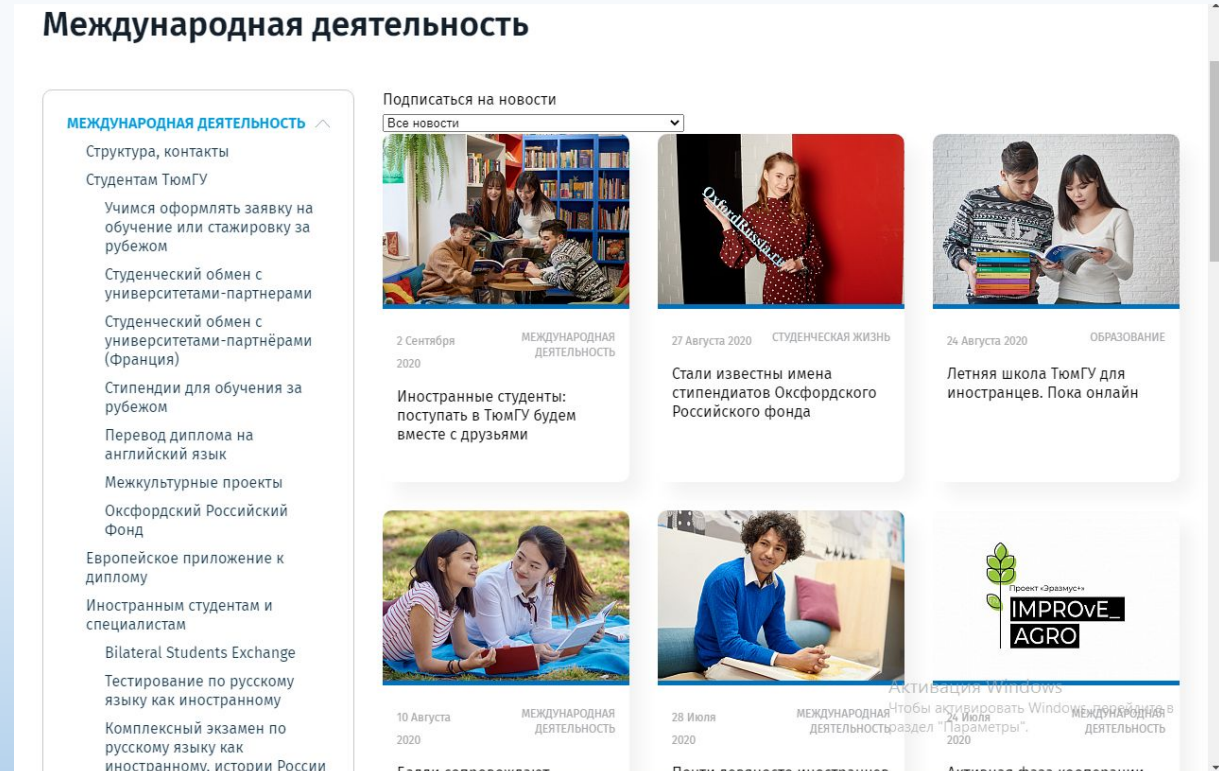 Международная деятельность
МЕЖДУНАРОДНАЯ ДЕЯТЕЛЬНОСТЬ
Структура, контакты
Студентам ТюмГУ
Учимся оформлять заявку на
обучение или стажировку за
рубежом
Студенческий обмен с
университетами-партнерами
Студенческий обмен с
университетами-партнёрами
(Франция)
Стипендии для обучения за
рубежом
Перевод диплома на
английский язык
Межкультурные проекты
Оксфордский Российский
Фонд
Европейское приложение к
диплому
Иностранным студентам и
специалистам
Bilateral Students Exchange
Тестирование по русскому
языку как иностранному
Комплексный экзамен по
русскому языку как
иностранному, истории России
Подписаться на новости
Все новости
2 Сентября
2020
МЕЖДУНАРОДНАЯ
ДЕЯТЕЛЬНОСТЬ
Иностранные студенты:
поступать в ТюмГУ будем
вместе с друзьями
OxfordRussia.ru
27 Августа 2020
СТУДЕНЧЕСКАЯ ЖИЗНЬ
Стали известны имена
стипендиатов Оксфордского
Российского фонда
24 Августа 2020
ОБРАЗОВАНИЕ
Летняя школа ТюмГУ для
иностранцев. Пока онлайн
10 Августа
2020
МЕЖДУНАРОДНАЯ
ДЕЯТЕЛЬНОСТЬ
28 Июля
2020
МЕЖДУНАРОДНАЯ
ДЕЯТЕЛЬНОСТЬ
Проект «Эразмус+»
IMPROvE_
AGRO
24 Июля
2020
МЕЖДУНАРОДНАЯ
ДЕЯТЕЛЬНОСТЬ
Активация Windows
Чтобы активировать Windows, перейдите в
раздел "Параметры".